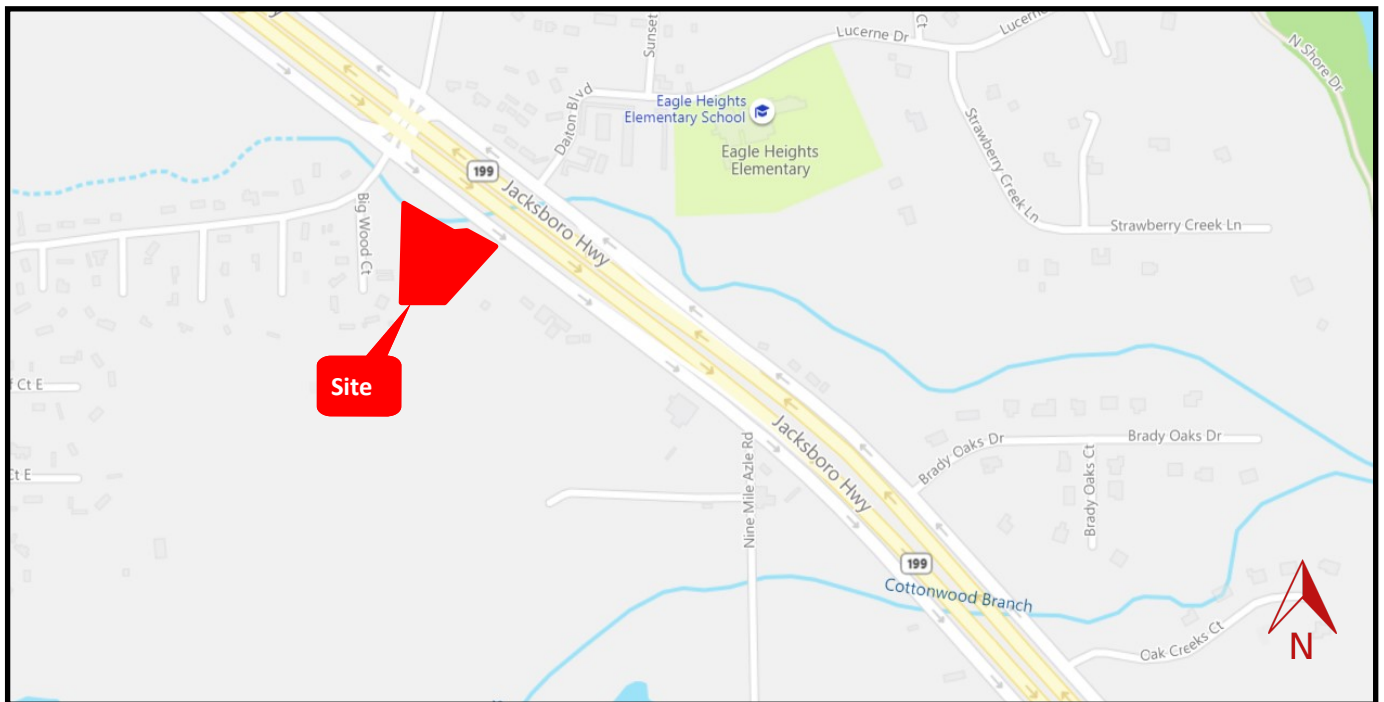 Ct
Lucerne
Lucerne Dr
Sunset
N Shore Dr
Dalton Blvd
Eagle Heights
Elementary School
Eagle Heights
Elementary
Strawberry Creek Ln
199
Jacksboro Hwy
Big Wood Ct
Strawberry Creek Ln
Site
Ct E
Jacksboro Hwy
Nine Mile Azle Rd
Brady Oaks Dr
Brady Oaks Dr
Brady Oaks Ct
Ct E
199
Cottonwood Branch
Oak Creeks Ct
N